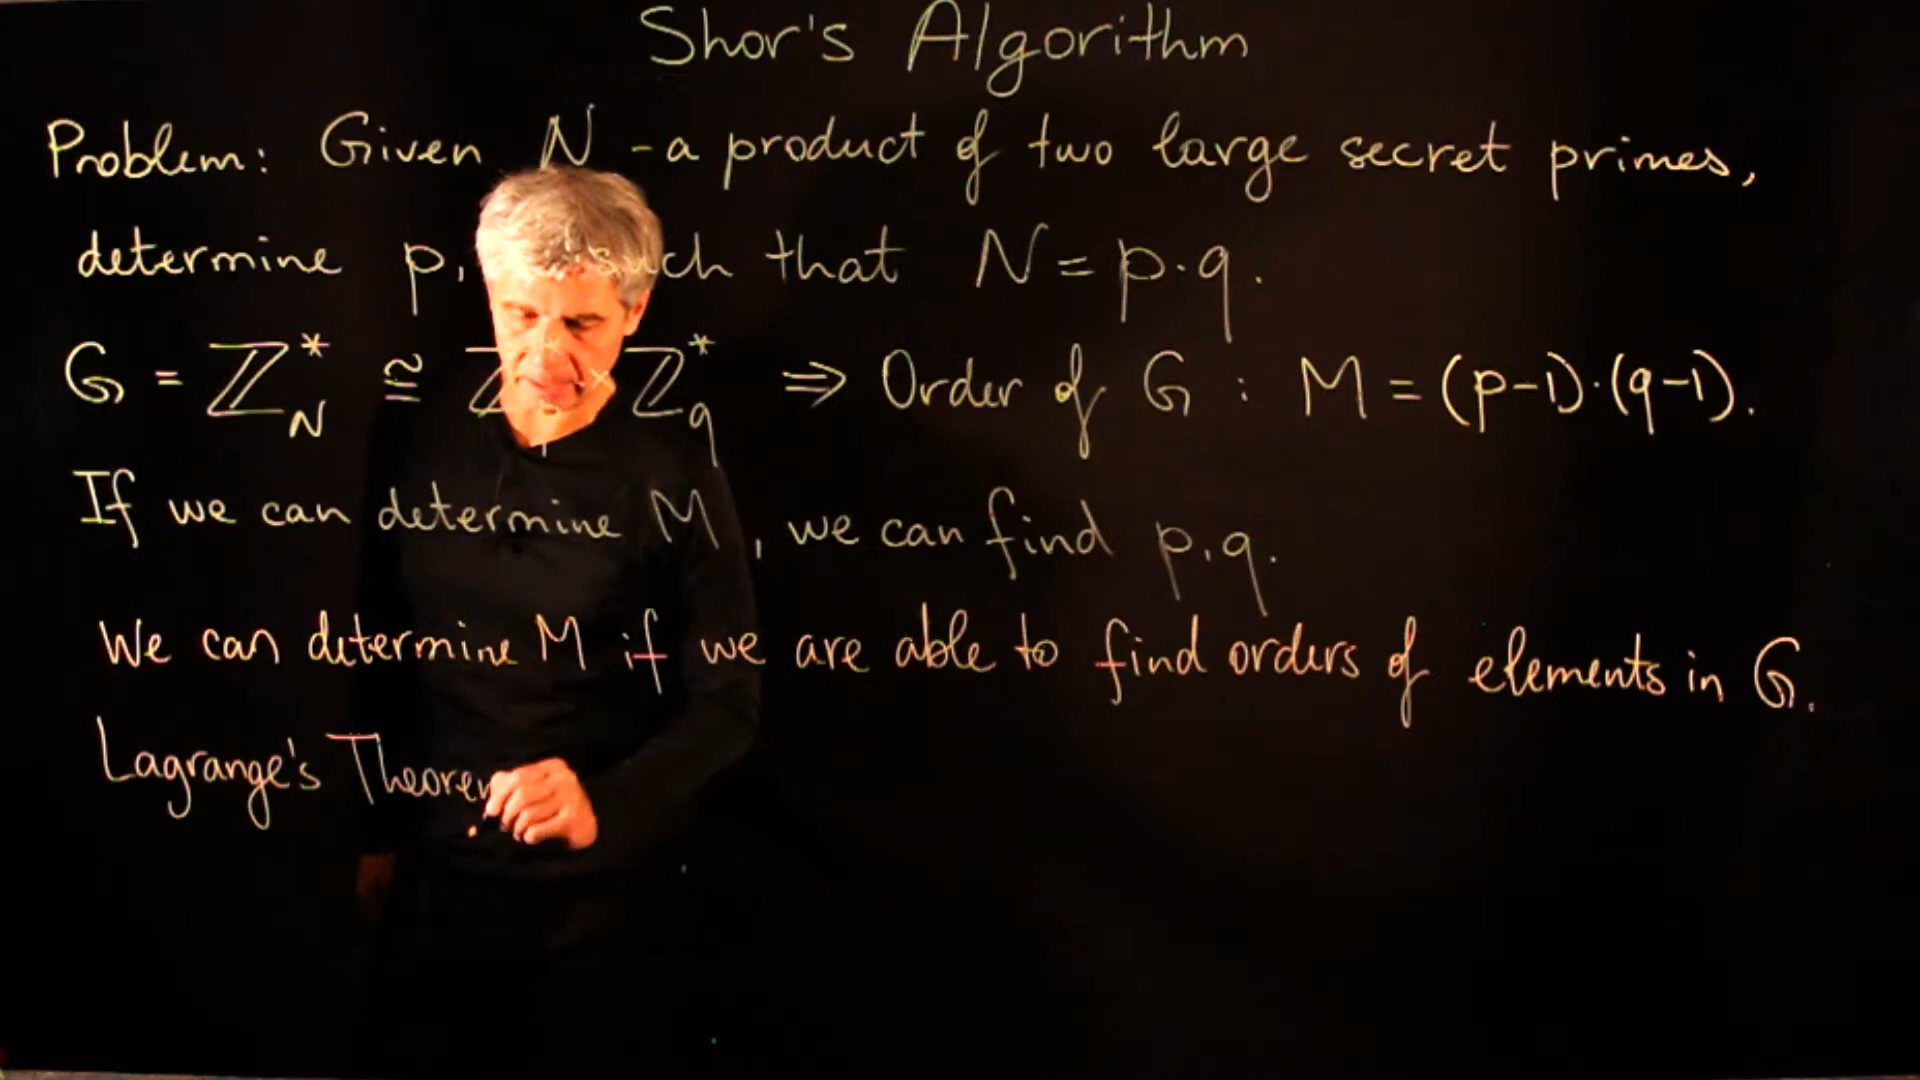 Shor's Algorithm
Problem: Given N - a product of two large secret primes,
determine p, such that N = p·q.
G = ℤ*_N ≅ ℤ × ℤ*_q ⇒ Order of G : M = (p-1)·(q-1).
If we can determine M, we can find p,q.
We can determine M if we are able to find orders of elements in G.
Lagrange's Theorem